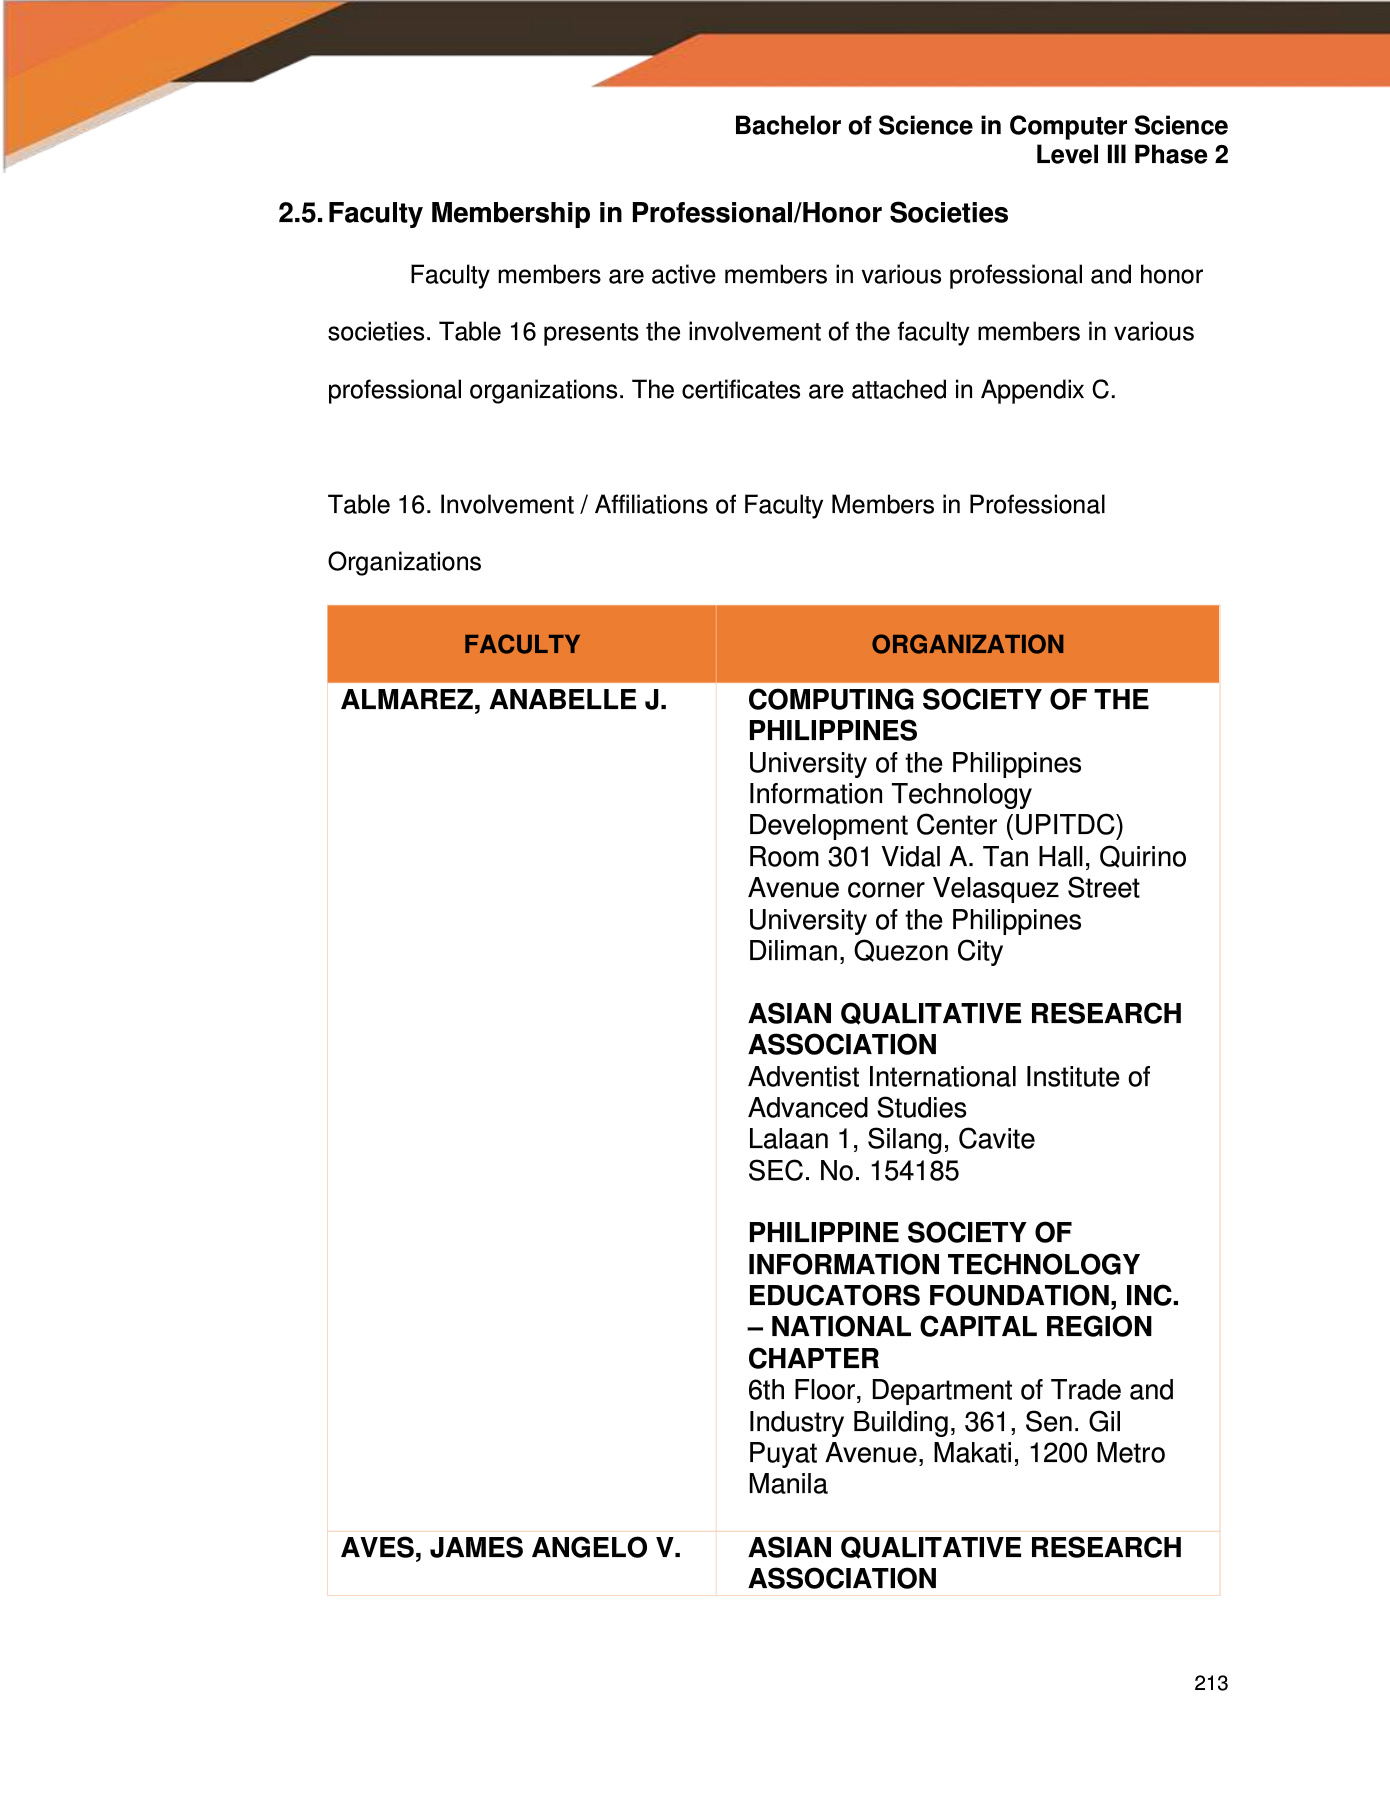 Bachelor of Science in Computer Science
Level III Phase 2
2.5. Faculty Membership in Professional/Honor Societies
Faculty members are active members in various professional and honor
societies. Table 16 presents the involvement of the faculty members in various
professional organizations. The certificates are attached in Appendix C.
Table 16. Involvement / Affiliations of Faculty Members in Professional
Organizations
FACULTY
ORGANIZATION
ALMAREZ, ANABELLE J.
COMPUTING SOCIETY OF THE
PHILIPPINES
University of the Philippines
Information Technology
Development Center (UPITDC)
Room 301 Vidal A. Tan Hall, Quirino
Avenue corner Velasquez Street
University of the Philippines
Diliman, Quezon City
ASIAN QUALITATIVE RESEARCH
ASSOCIATION
Adventist International Institute of
Advanced Studies
Lalaan 1, Silang, Cavite
SEC. No. 154185
PHILIPPINE SOCIETY OF
INFORMATION TECHNOLOGY
EDUCATORS FOUNDATION, INC.
– NATIONAL CAPITAL REGION
CHAPTER
6th Floor, Department of Trade and
Industry Building, 361, Sen. Gil
Puyat Avenue, Makati, 1200 Metro
Manila
AVES, JAMES ANGELO V.
ASIAN QUALITATIVE RESEARCH
ASSOCIATION
213